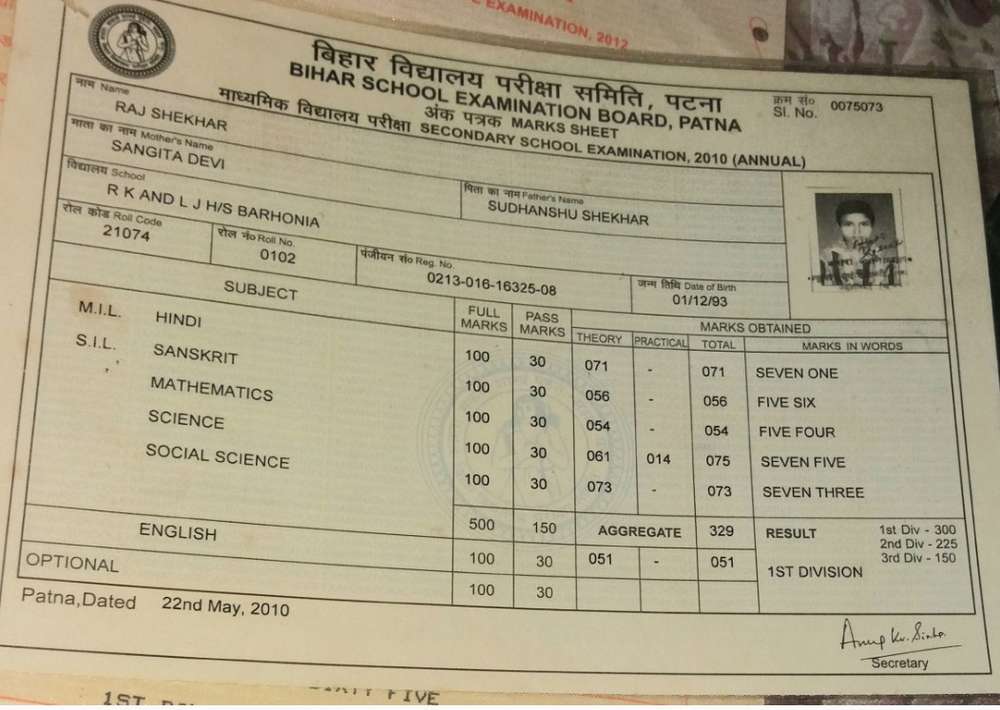 EXAMINATION, 2012
बिहार विद्यालय परीक्षा समिति, पटना
BIHAR SCHOOL EXAMINATION BOARD, PATNA
अंक पत्रक MARKS SHEET
माध्यमिक विद्यालय परीक्षा SECONDARY SCHOOL EXAMINATION, 2010 (ANNUAL)
क्रम सं०
Sl. No. 0075073
नाम Name
RAJ SHEKHAR
माता का नाम Mother's Name
SANGITA DEVI
पिता का नाम Father's Name
SUDHANSHU SHEKHAR
विद्यालय School
R K AND L J H/S BARHONIA
रोल कोड Roll Code
21074
रोल नं० Roll No.
0102
पंजीयन सं० Reg. No.
0213-016-16325-08
जन्म तिथि Date of Birth
01/12/93
SUBJECT FULL MARKS PASS MARKS MARKS OBTAINED
THEORY PRACTICAL TOTAL MARKS IN WORDS
M.I.L. HINDI 100 30 071 - 071 SEVEN ONE
S.I.L. SANSKRIT 100 30 056 - 056 FIVE SIX
MATHEMATICS 100 30 054 - 054 FIVE FOUR
SCIENCE 100 30 061 014 075 SEVEN FIVE
SOCIAL SCIENCE 100 30 073 - 073 SEVEN THREE
500 150 AGGREGATE 329 RESULT 1st Div - 300
2nd Div - 225
3rd Div - 150
ENGLISH 100 30 051 - 051 1ST DIVISION
OPTIONAL 100 30
Patna,Dated 22nd May, 2010
Anup Kr. Sinha
Secretary
SIXTY FIVE
1ST